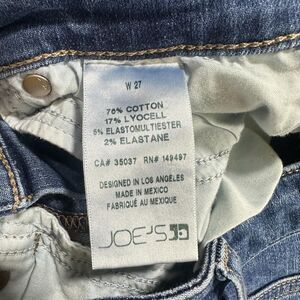 W 27
76% COTTON
17% LYOCELL
5% ELASTOMULTIESTER
2% ELASTANE
CA# 35037 RN# 149497
DESIGNED IN LOS ANGELES
MADE IN MEXICO
FABRIQUÉ AU MEXIQUE
JOE'S